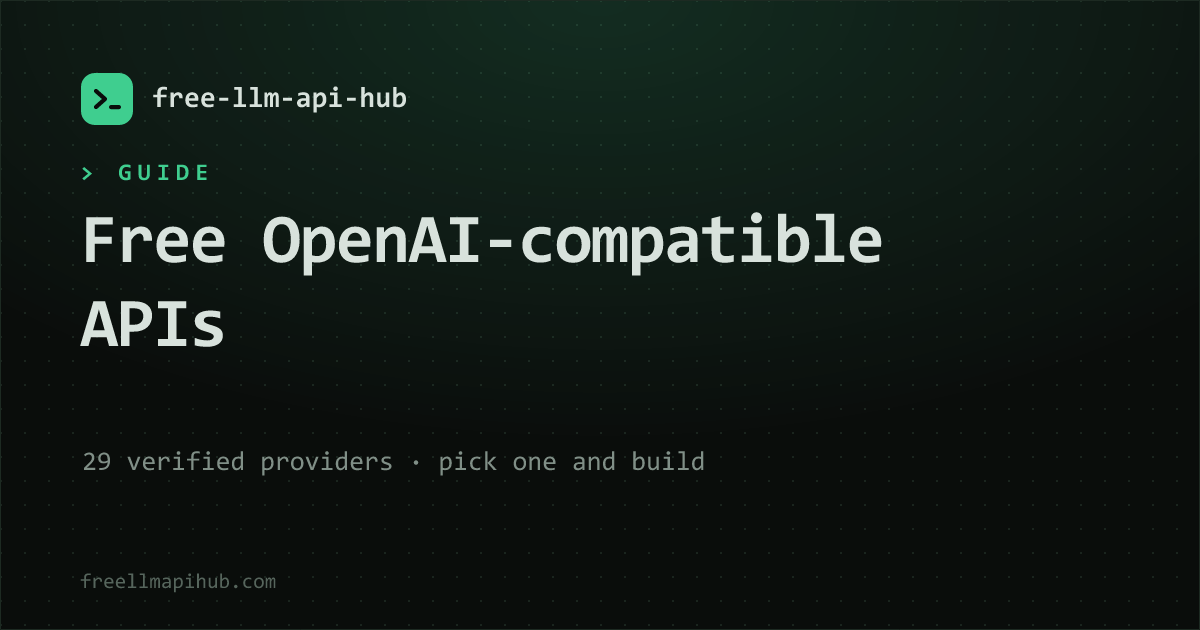 free-llm-api-hub
> GUIDE
Free OpenAI-compatible
APIs
29 verified providers · pick one and build
freellmapihub.com